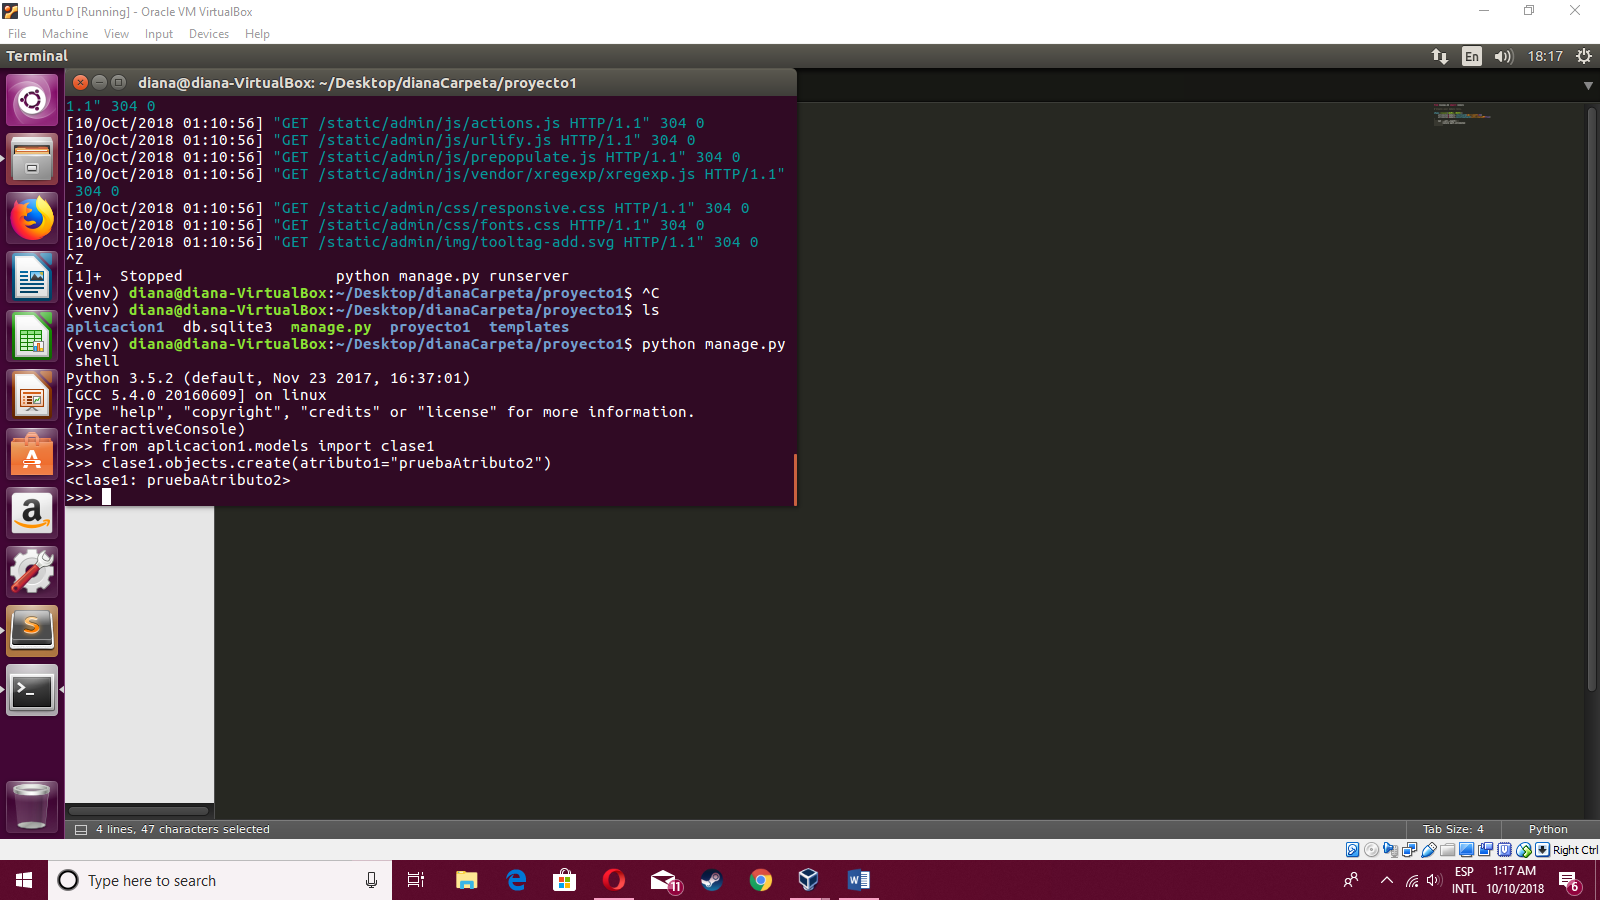 Ubuntu D [Running] - Oracle VM VirtualBox
File Machine View Input Devices Help
Terminal
En
18:17
diana@diana-VirtualBox: ~/Desktop/dianaCarpeta/proyecto1
1.1" 304 0
[10/Oct/2018 01:10:56] "GET /static/admin/js/actions.js HTTP/1.1" 304 0
[10/Oct/2018 01:10:56] "GET /static/admin/js/urlify.js HTTP/1.1" 304 0
[10/Oct/2018 01:10:56] "GET /static/admin/js/prepopulate.js HTTP/1.1" 304 0
[10/Oct/2018 01:10:56] "GET /static/admin/js/vendor/xregexp/xregexp.js HTTP/1.1"
304 0
[10/Oct/2018 01:10:56] "GET /static/admin/css/responsive.css HTTP/1.1" 304 0
[10/Oct/2018 01:10:56] "GET /static/admin/css/fonts.css HTTP/1.1" 304 0
[10/Oct/2018 01:10:56] "GET /static/admin/img/tooltag-add.svg HTTP/1.1" 304 0
^Z
[1]+  Stopped                 python manage.py runserver
(venv) diana@diana-VirtualBox:~/Desktop/dianaCarpeta/proyecto1$ ^C
(venv) diana@diana-VirtualBox:~/Desktop/dianaCarpeta/proyecto1$ ls
aplicacion1  db.sqlite3  manage.py  proyecto1  templates
(venv) diana@diana-VirtualBox:~/Desktop/dianaCarpeta/proyecto1$ python manage.py
shell
Python 3.5.2 (default, Nov 23 2017, 16:37:01)
[GCC 5.4.0 20160609] on linux
Type "help", "copyright", "credits" or "license" for more information.
(InteractiveConsole)
>>> from aplicacion1.models import clase1
>>> clase1.objects.create(atributo1="pruebaAtributo2")
<clase1: pruebaAtributo2>
>>>
4 lines, 47 characters selected
Tab Size: 4
Python
Right Ctrl
Type here to search
11
ESP
INTL
1:17 AM
10/10/2018
6